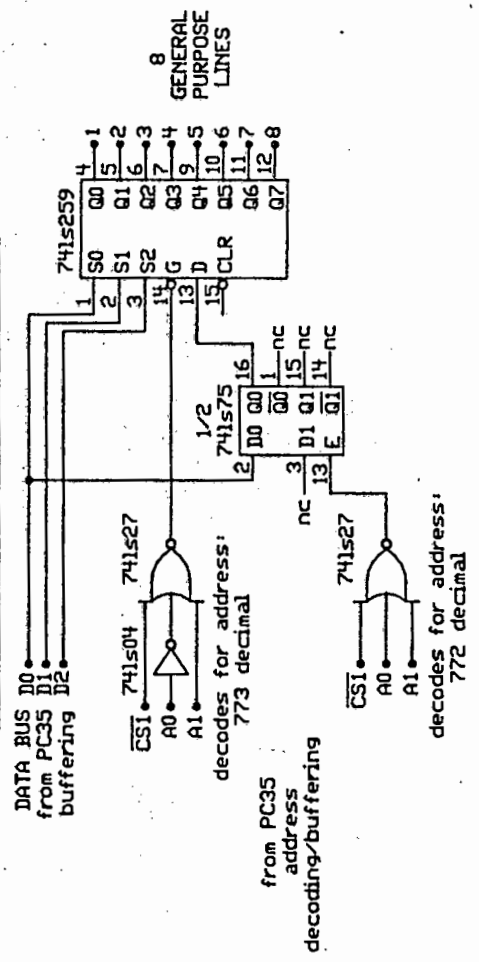 DATA BUS D0
from PC35 D1
buffering D2
74ls04
74ls27
CS1
A0
A1
decodes for address:
773 decimal
from PC35
address
decoding/buffering
CS1
A0
A1
74ls27
decodes for address:
772 decimal
1/2
74ls75
2 D0 Q0 16
Q0 1 nc
nc 3 D1 Q1 15 nc
13 E Q1 14 nc
74ls259
1 S0 Q0 4 1
2 S1 Q1 5 2
3 S2 Q2 6 3
14 G Q3 7 4
13 D Q4 9 5
15 CLR Q5 10 6
Q6 11 7
Q7 12 8
8
GENERAL
PURPOSE
LINES